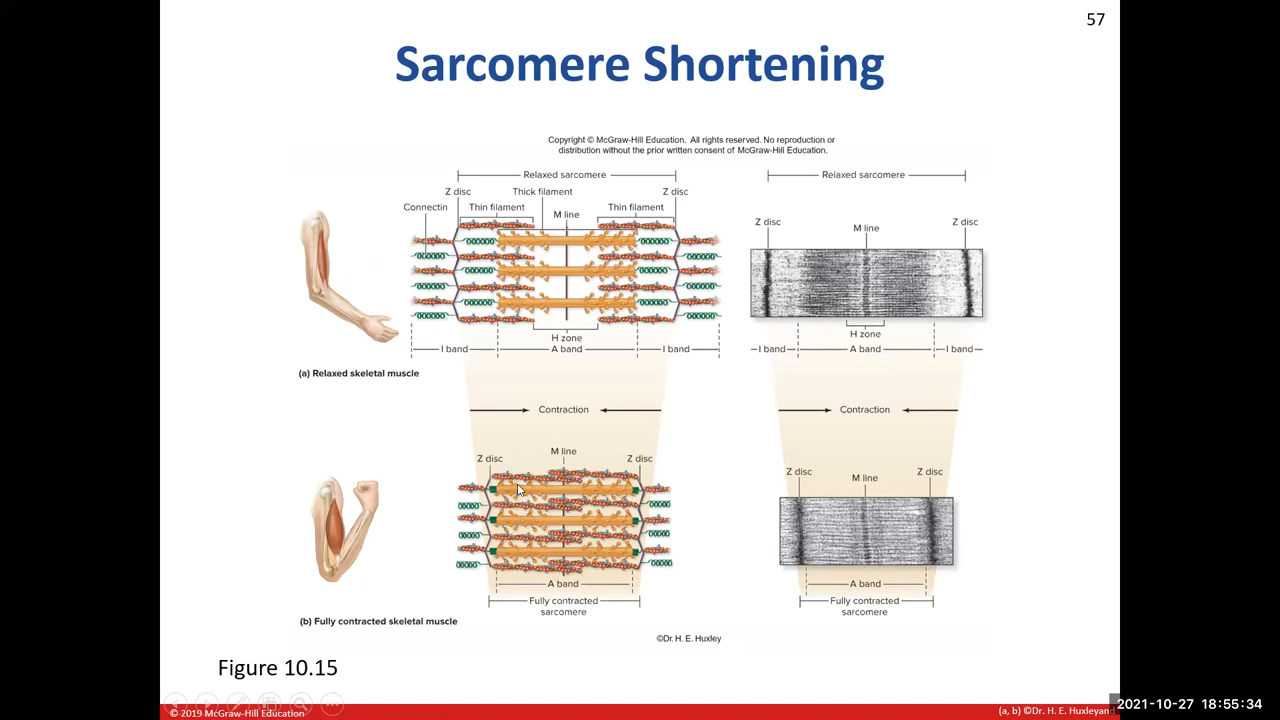 57
Sarcomere Shortening
Copyright © McGraw-Hill Education. All rights reserved. No reproduction or
distribution without the prior written consent of McGraw-Hill Education.
Relaxed sarcomere
Z disc
Thick filament
Z disc
Connectin
Thin filament
M line
Thin filament
H zone
I band
A band
I band
(a) Relaxed skeletal muscle
Relaxed sarcomere
Z disc
M line
Z disc
H zone
I band
A band
I band
Contraction
Contraction
M line
Z disc
Z disc
A band
Fully contracted
sarcomere
(b) Fully contracted skeletal muscle
Z disc
M line
Z disc
A band
Fully contracted
sarcomere
©Dr. H. E. Huxley
Figure 10.15
© 2019 McGraw-Hill Education
(a, b) ©Dr. H. E. Huxleyand
2021-10-27 18:55:34